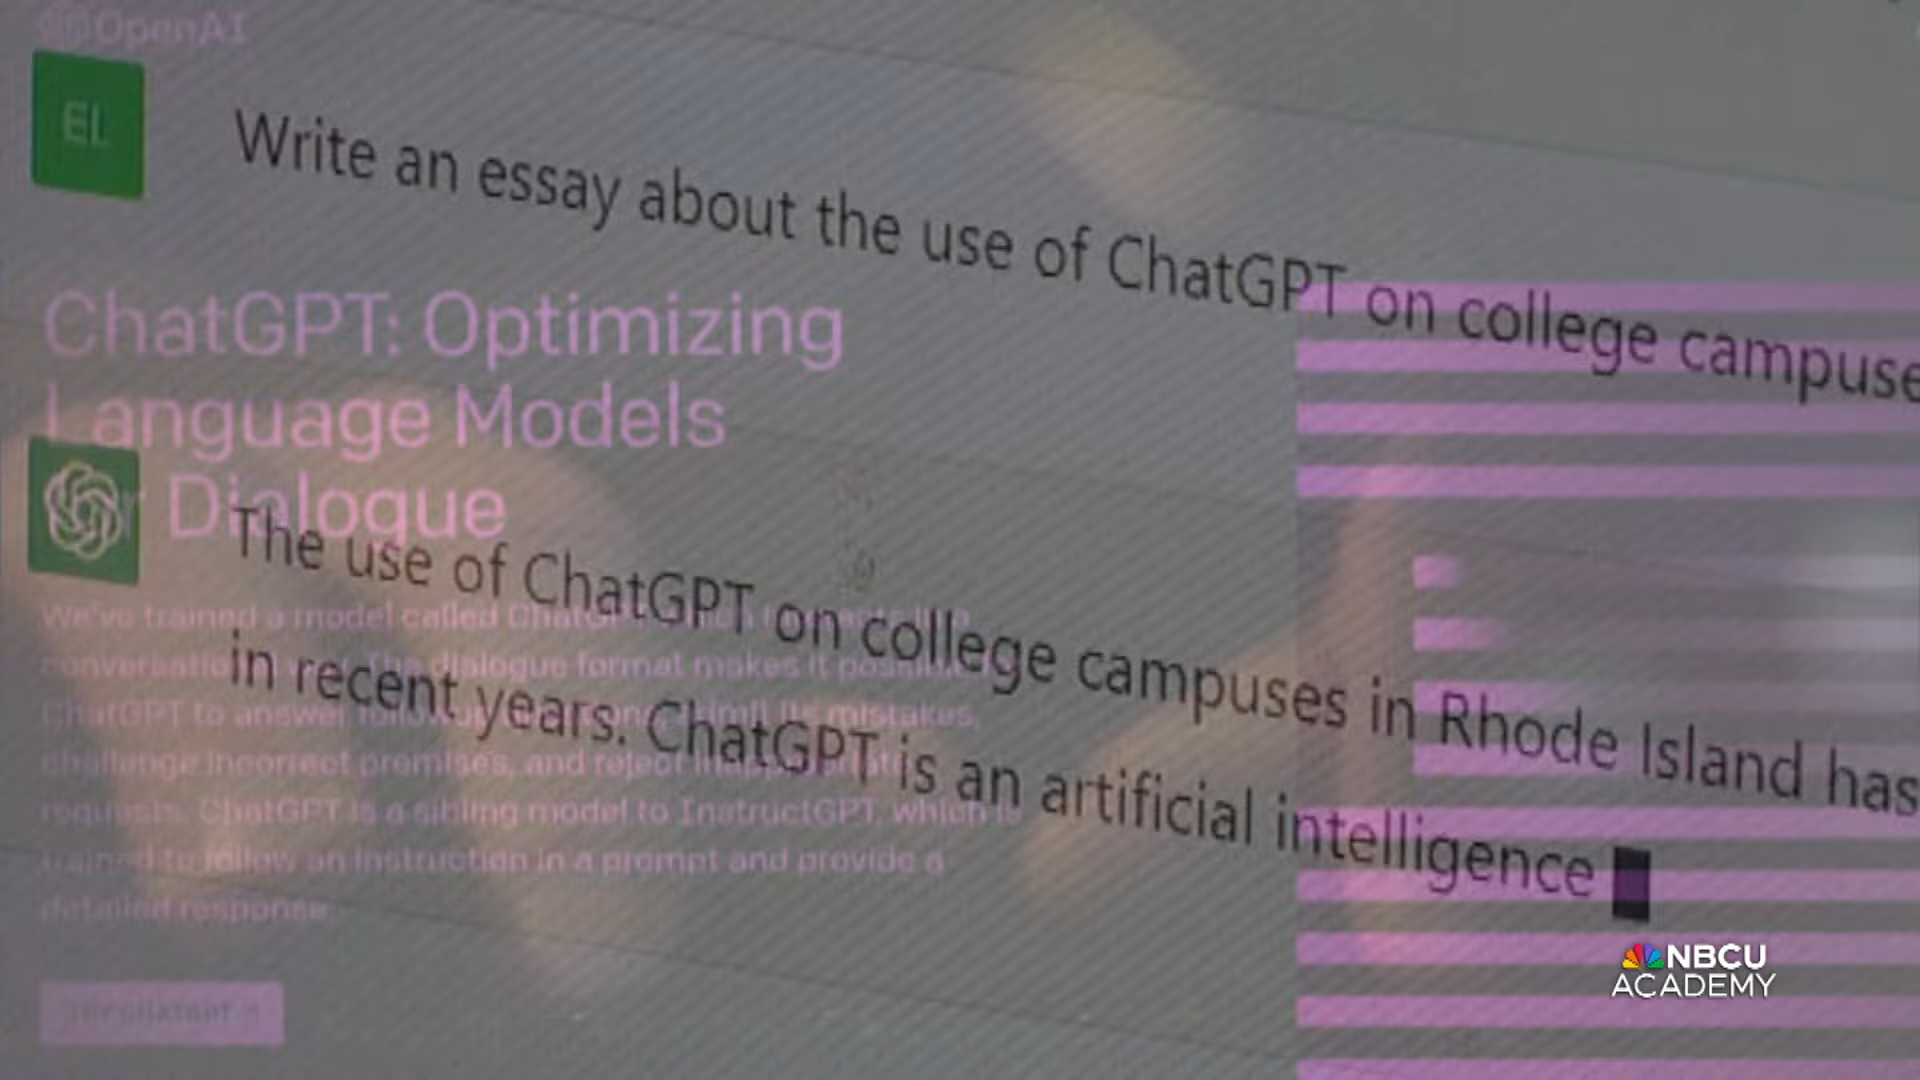 OpenAI
EL
Write an essay about the use of ChatGPT on college campuse
ChatGPT: Optimizing
Language Models
Dialogue
The use of ChatGPT on college campuses in Rhode Island has
in recent years. ChatGPT is an artificial intelligence
We've trained a model called
dialogue format makes it
ChatGPT to answer mistakes,
challenge incorrect premises, and reject
requests. ChatGPT is a sibling model to InstructGPT, which is
trained to follow an instruction in a prompt and provide a
detailed response.
NBCU
ACADEMY